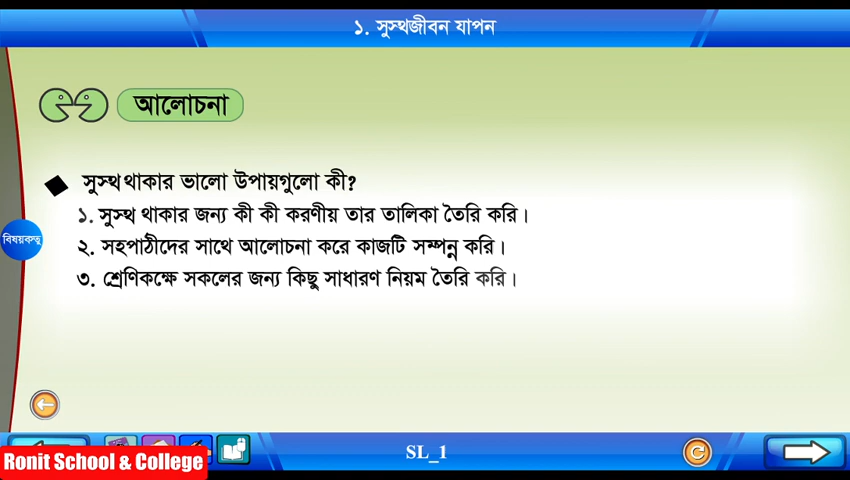 ১. সুস্থজীবন যাপন
আলোচনা
সুস্থ থাকার ভালো উপায়গুলো কী?
১. সুস্থ থাকার জন্য কী কী করণীয় তার তালিকা তৈরি করি।
২. সহপাঠীদের সাথে আলোচনা করে কাজটি সম্পন্ন করি।
৩. শ্রেণিকক্ষে সকলের জন্য কিছু সাধারণ নিয়ম তৈরি করি।
বিষয়বস্তু
SL_1
Ronit School & College